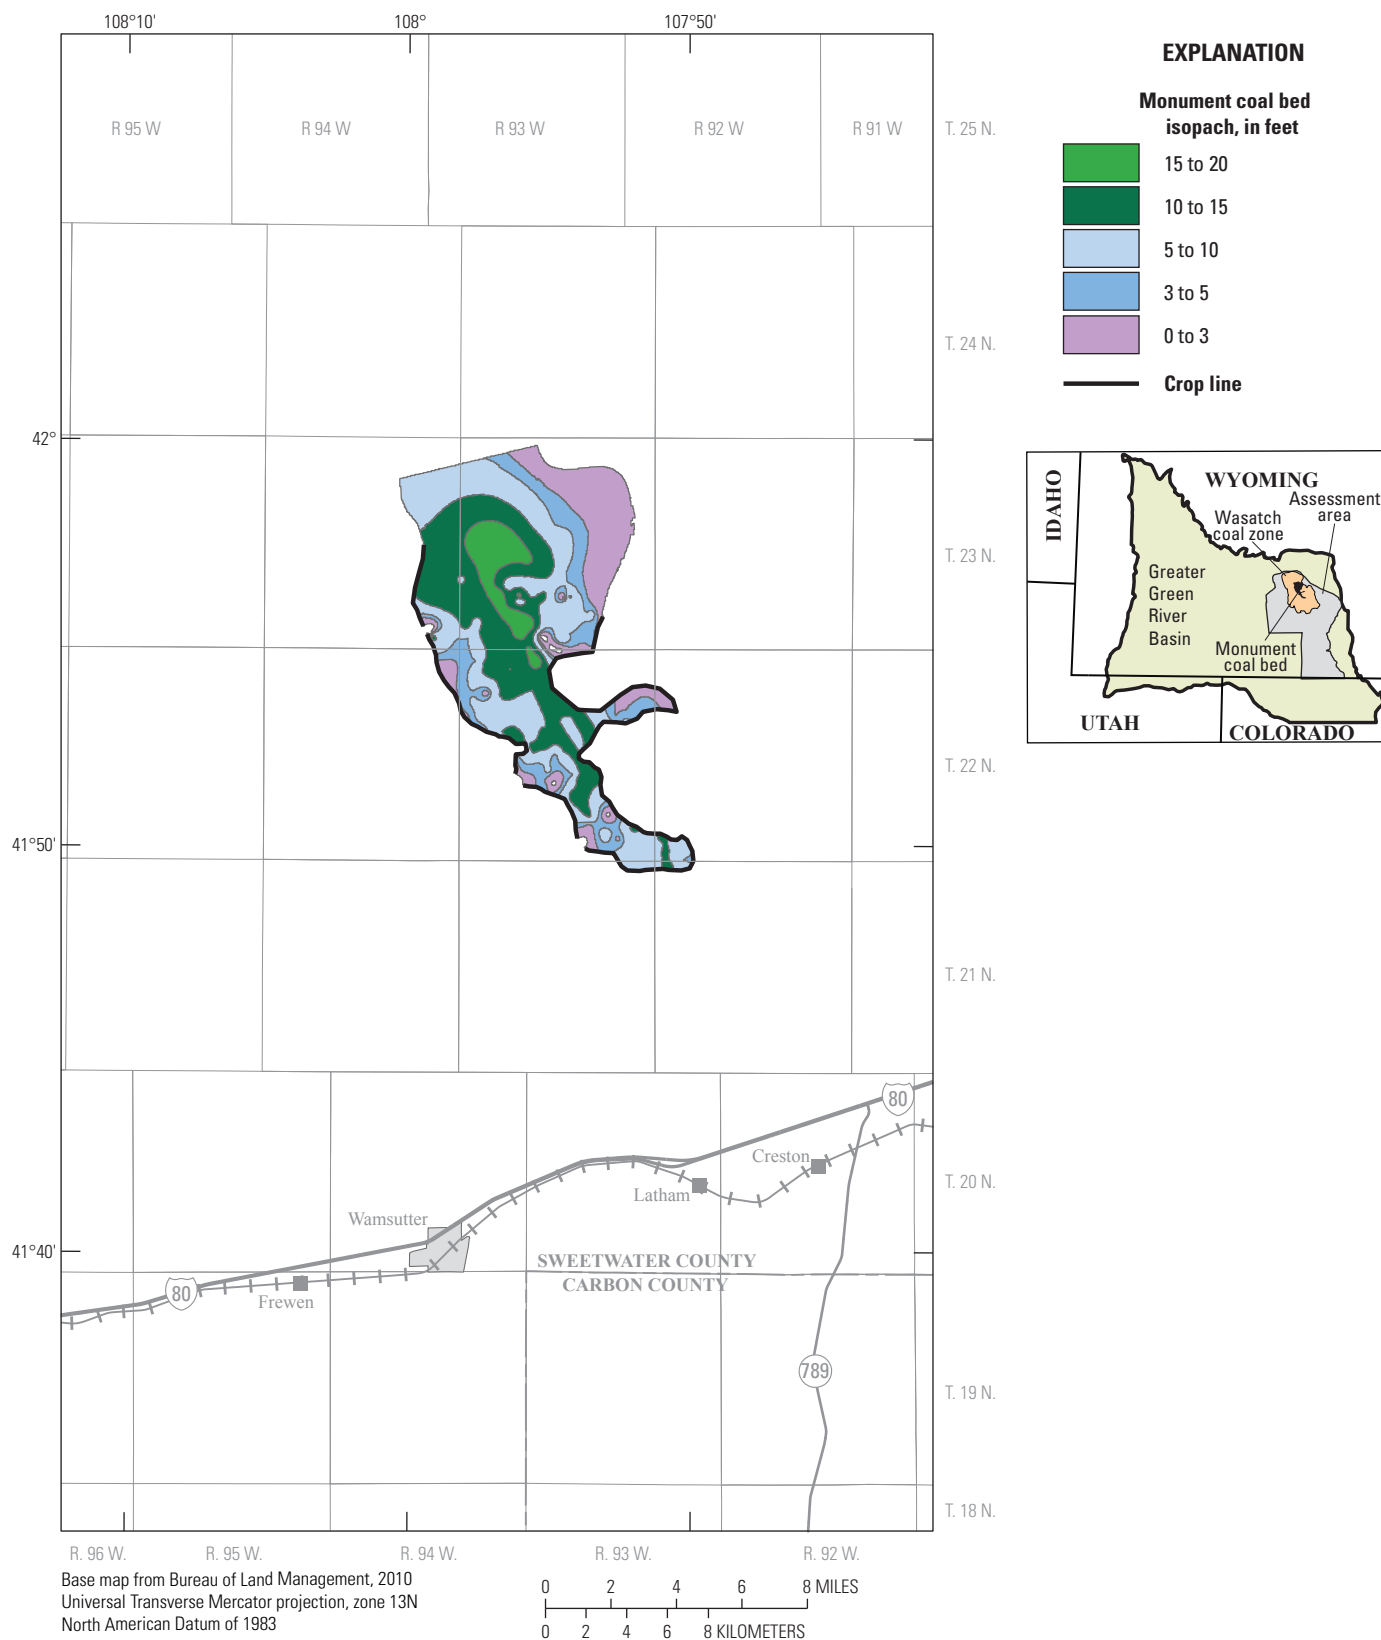 108°10'
108°
107°50'
R 95 W
R 94 W
R 93 W
R 92 W
R 91 W
T. 25 N.
T. 24 N.
42°
T. 23 N.
T. 22 N.
41°50'
T. 21 N.
80
Creston
Latham
T. 20 N.
Wamsutter
41°40'
SWEETWATER COUNTY
CARBON COUNTY
80
Frewen
789
T. 19 N.
T. 18 N.
R. 96 W.
R. 95 W.
R. 94 W.
R. 93 W.
R. 92 W.
Base map from Bureau of Land Management, 2010
Universal Transverse Mercator projection, zone 13N
North American Datum of 1983
0 2 4 6 8 MILES
0 2 4 6 8 KILOMETERS
EXPLANATION
Monument coal bed
isopach, in feet
15 to 20
10 to 15
5 to 10
3 to 5
0 to 3
Crop line
IDAHO
WYOMING
Assessment
area
Wasatch
coal zone
Greater
Green
River
Basin
Monument
coal bed
UTAH
COLORADO